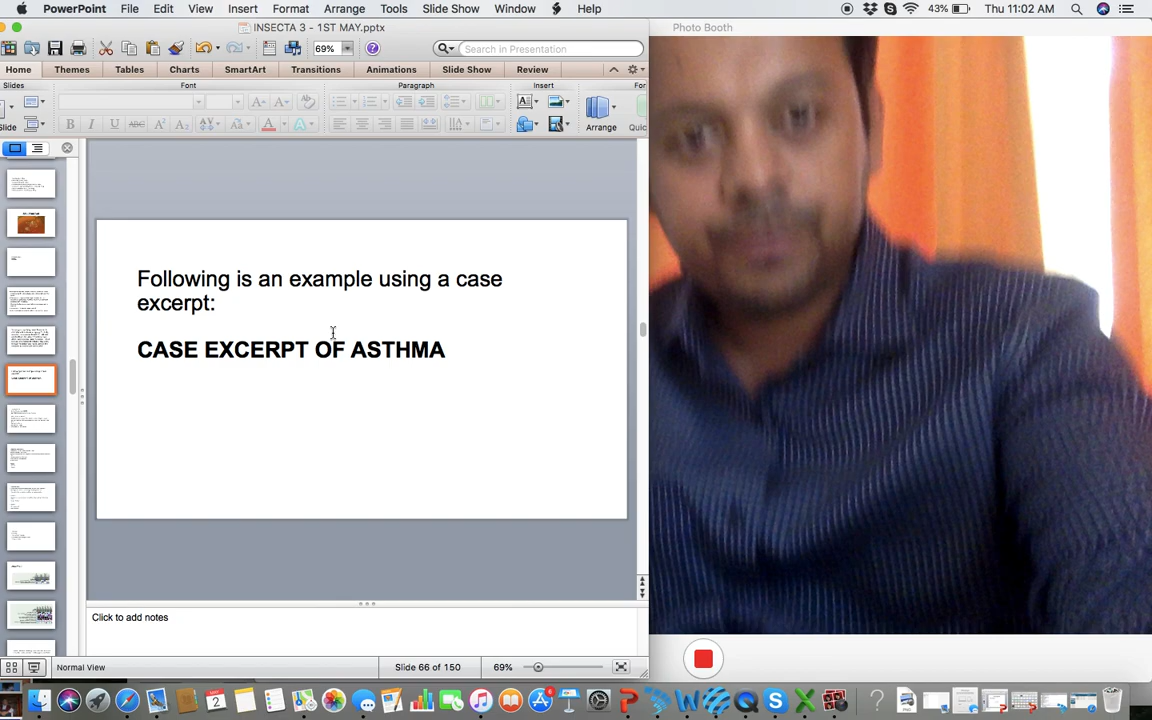 PowerPoint File Edit View Insert Format Arrange Tools Slide Show Window Help 43% Thu 11:02 AM
INSECTA 3 - 1ST MAY.pptx
Photo Booth
69% Search in Presentation
Home Themes Tables Charts SmartArt Transitions Animations Slide Show Review
Slides Font Paragraph Insert For
Slide Arrange Quic
Following is an example using a case
excerpt:
CASE EXCERPT OF ASTHMA
Click to add notes
Normal View Slide 66 of 150 69%